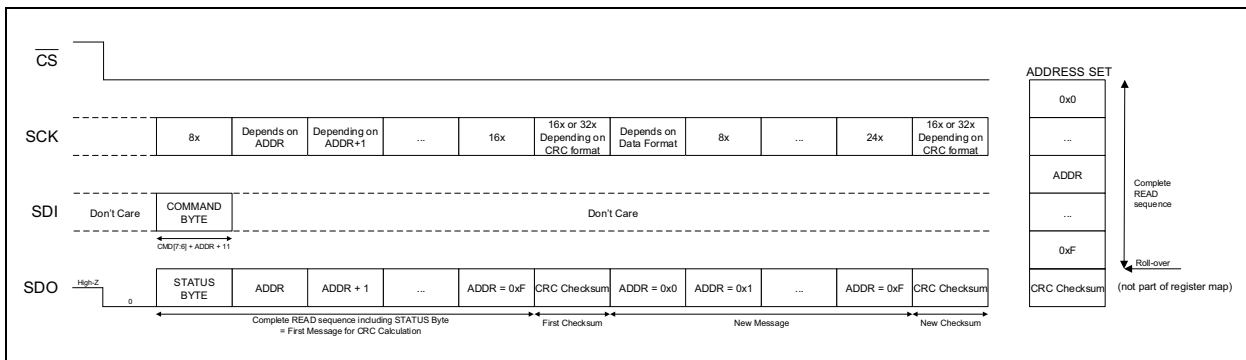 CS
ADDRESS SET
0x0
SCK
8x
Depends on
ADDR
Depending on
ADDR+1
...
16x
16x or 32x
Depending on
CRC format
Depends on
Data Format
8x
...
24x
16x or 32x
Depending on
CRC format
...
ADDR
SDI
Don't Care
COMMAND
BYTE
Don't Care
Complete
READ
sequence
...
CMD[7:6] + ADDR + 11
0xF
SDO
High-Z
0
STATUS
BYTE
ADDR
ADDR + 1
...
ADDR = 0xF
CRC Checksum
ADDR = 0x0
ADDR = 0x1
...
ADDR = 0xF
CRC Checksum
Roll-over
CRC Checksum
(not part of register map)
Complete READ sequence including STATUS Byte
= First Message for CRC Calculation
First Checksum
New Message
New Checksum